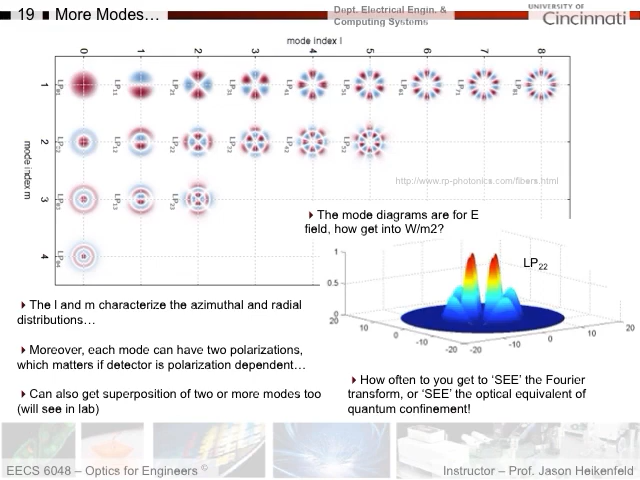 19 More Modes…
Dept. Electrical Engin. &
Computing Systems
UNIVERSITY OF
Cincinnati
mode index l
0 1 2 3 4 5 6 7 8
1 LP01 LP11 LP21 LP31 LP41 LP51 LP61 LP71 LP81
2 LP02 LP12 LP22 LP32 LP42 LP52
mode index m
3 LP03 LP13 LP23
4 LP04
http://www.rp-photonics.com/fibers.html
The mode diagrams are for E
field, how get into W/m2?
LP22
1
0.5
0
20
10
0
-10
-20
-20
-10
0
10
20
The l and m characterize the azimuthal and radial
distributions…
Moreover, each mode can have two polarizations,
which matters if detector is polarization dependent…
Can also get superposition of two or more modes too
(will see in lab)
How often to you get to ‘SEE’ the Fourier
transform, or ‘SEE’ the optical equivalent of
quantum confinement!
EECS 6048 – Optics for Engineers ©
Instructor – Prof. Jason Heikenfeld